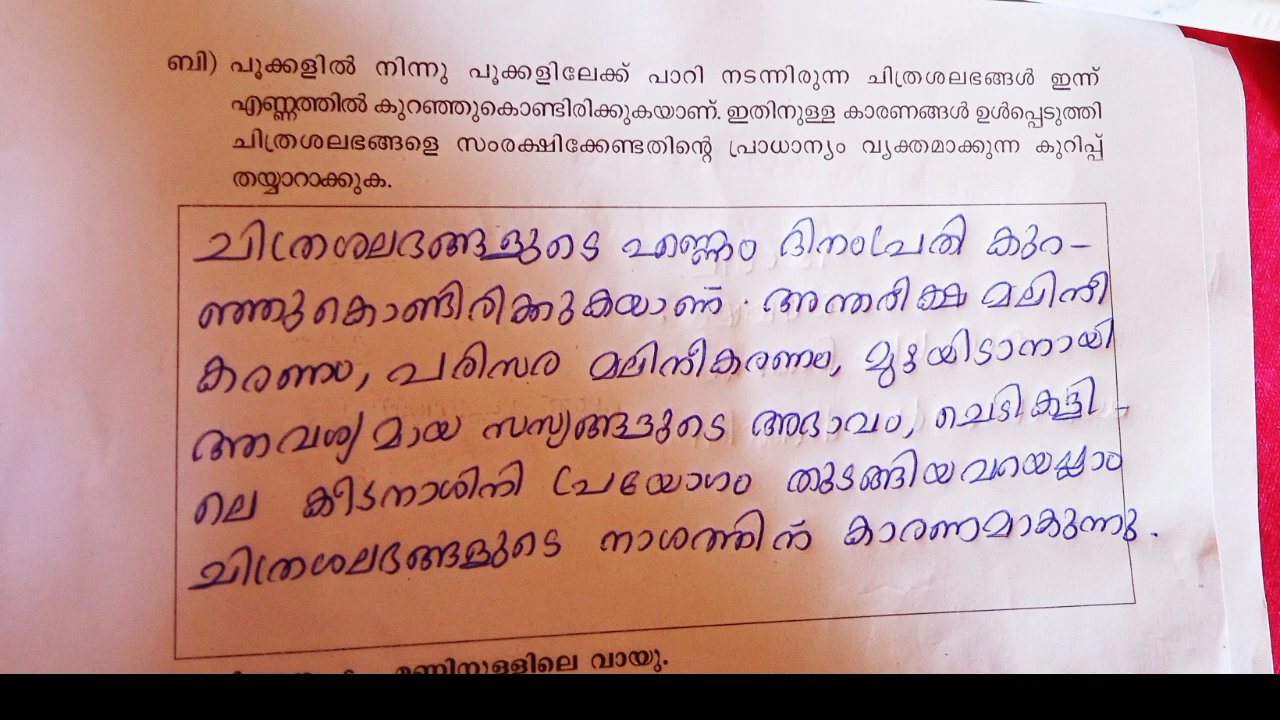 ബി) പൂക്കളിൽ നിന്നു പൂക്കളിലേക്ക് പാറി നടന്നിരുന്ന ചിത്രശലഭങ്ങൾ ഇന്ന്
എണ്ണത്തിൽ കുറഞ്ഞുകൊണ്ടിരിക്കുകയാണ്. ഇതിനുള്ള കാരണങ്ങൾ ഉൾപ്പെടുത്തി
ചിത്രശലഭങ്ങളെ സംരക്ഷിക്കേണ്ടതിന്റെ പ്രാധാന്യം വ്യക്തമാക്കുന്ന കുറിപ്പ്
തയ്യാറാക്കുക.
ചിത്രശലഭങ്ങളുടെ എണ്ണം ദിനംപ്രതി കുറ-
ഞ്ഞുകൊണ്ടിരിക്കുകയാണ്. അന്തരീക്ഷ മലിനീ
കരണം, പരിസര മലിനീകരണം, മുട്ടയിടാനായി
ആവശ്യമായ സസ്യങ്ങളുടെ അഭാവം, ചെടികളി-
ലെ കീടനാശിനി പ്രയോഗം തുടങ്ങിയവയെല്ലാം
ചിത്രശലഭങ്ങളുടെ നാശത്തിന് കാരണമാകുന്നു.
മണ്ണിനുള്ളിലെ വായു.